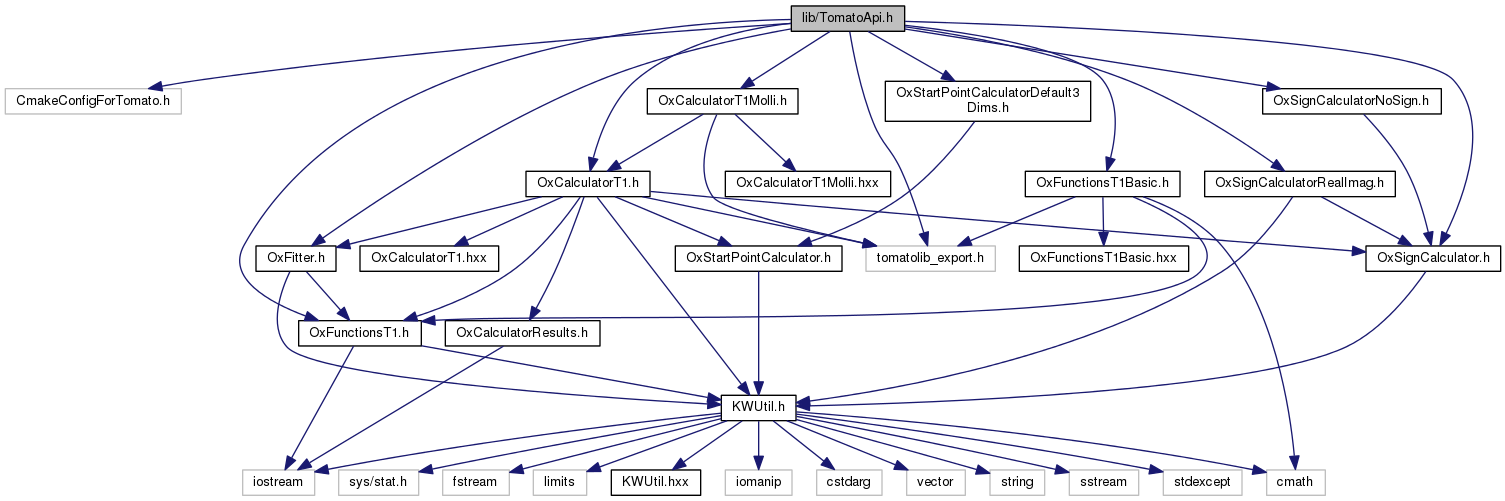 lib/TomatoApi.h
CmakeConfigForTomato.h
OxCalculatorT1Molli.h
OxStartPointCalculatorDefault3
Dims.h
OxSignCalculatorNoSign.h
OxCalculatorT1.h
OxCalculatorT1Molli.hxx
OxFunctionsT1Basic.h
OxSignCalculatorRealImag.h
OxFitter.h
OxCalculatorT1.hxx
OxStartPointCalculator.h
tomatolib_export.h
OxFunctionsT1Basic.hxx
OxSignCalculator.h
OxFunctionsT1.h
OxCalculatorResults.h
KWUtil.h
iostream
sys/stat.h
fstream
limits
KWUtil.hxx
iomanip
cstdarg
vector
string
sstream
stdexcept
cmath